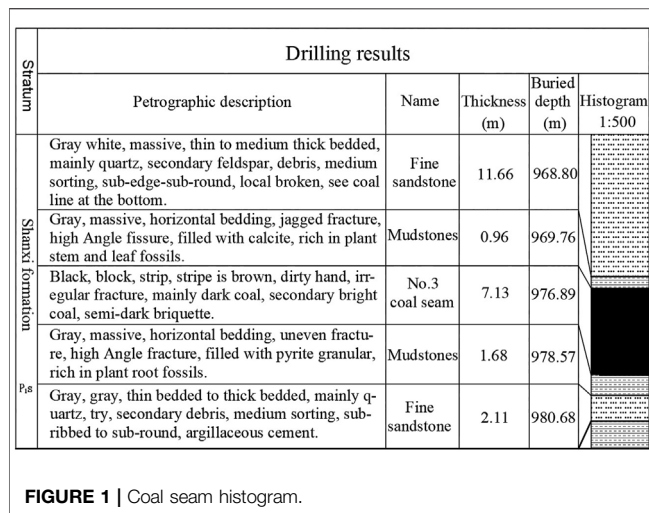 Stratum
Drilling results
Petrographic description
Name
Thickness
(m)
Buried
depth
(m)
Histogram
1:500
Shanxi formation
P₁s
Gray white, massive, thin to medium thick bedded,
mainly quartz, secondary feldspar, debris, medium
sorting, sub-edge-sub-round, local broken, see coal
line at the bottom.
Fine
sandstone
11.66
968.80
Gray, massive, horizontal bedding, jagged fracture,
high Angle fissure, filled with calcite, rich in plant
stem and leaf fossils.
Mudstones
0.96
969.76
Black, block, strip, stripe is brown, dirty hand, irr-
egular fracture, mainly dark coal, secondary bright
coal, semi-dark briquette.
No.3
coal seam
7.13
976.89
Gray, massive, horizontal bedding, uneven fractu-
re, high Angle fracture, filled with pyrite granular,
rich in plant root fossils.
Mudstones
1.68
978.57
Gray, gray, thin bedded to thick bedded, mainly q-
uartz, try, secondary debris, medium sorting, sub-
ribbed to sub-round, argillaceous cement.
Fine
sandstone
2.11
980.68
FIGURE 1 | Coal seam histogram.